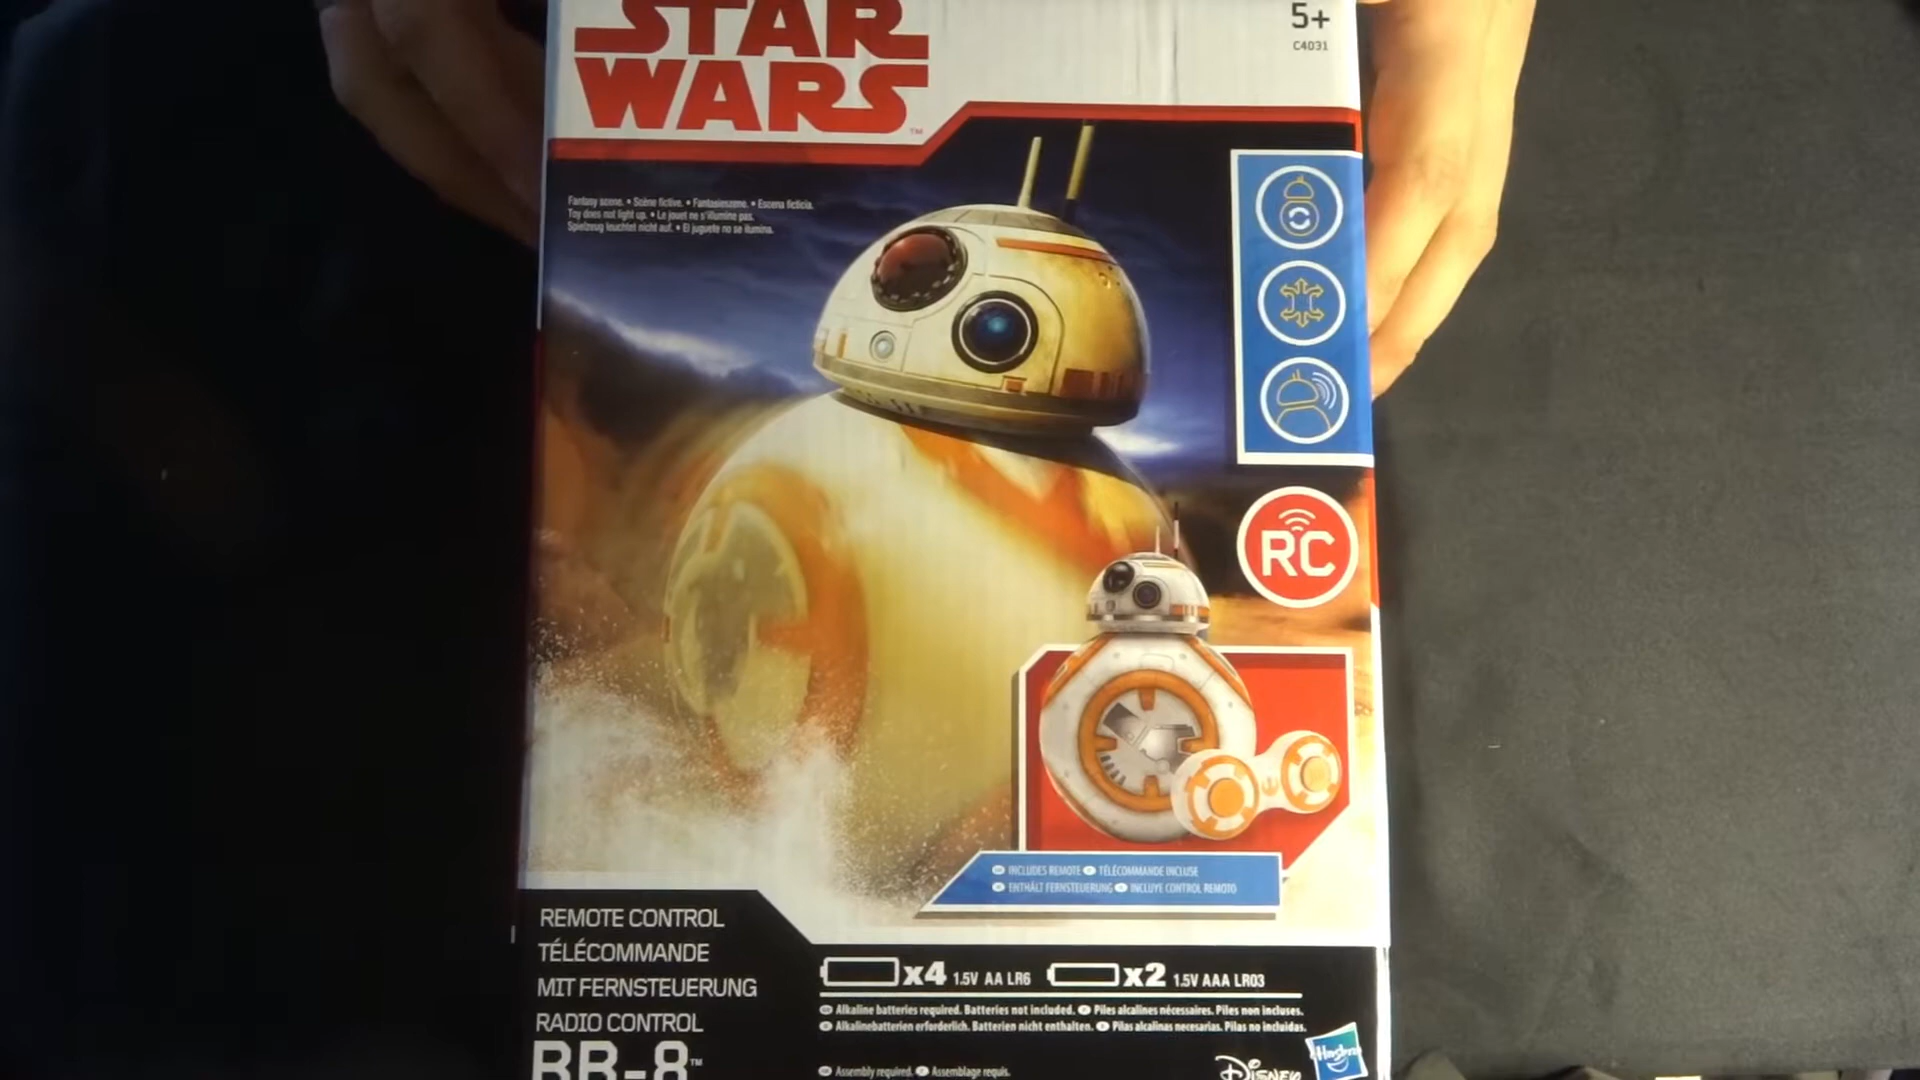 STAR
WARS™
5+
C4031
Fantasy scene. • Scène fictive. • Fantasieszene. • Escena ficticia.
Toy does not light up. • Le jouet ne s'illumine pas.
Spielzeug leuchtet nicht auf. • El juguete no se ilumina.
RC
INCLUDES REMOTE TÉLÉCOMMANDE INCLUSE
ENTHÄLT FERNSTEUERUNG INCLUYE CONTROL REMOTO
REMOTE CONTROL
TÉLÉCOMMANDE
MIT FERNSTEUERUNG
RADIO CONTROL
BB-8™
x4 1.5V AA LR6 x2 1.5V AAA LR03
Alkaline batteries required. Batteries not included. Piles alcalines nécessaires. Piles non incluses.
Alkalinebatterien erforderlich. Batterien nicht enthalten. Pilas alcalinas necesarias. Pilas no incluidas.
Assembly required. Assemblage requis.
Disney
Hasbro